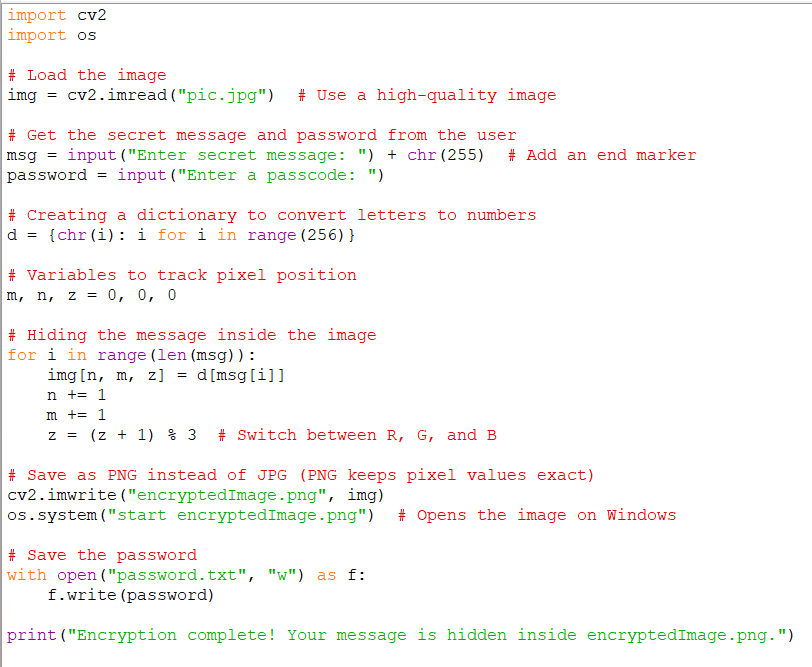 import cv2
import os

# Load the image
img = cv2.imread("pic.jpg")  # Use a high-quality image

# Get the secret message and password from the user
msg = input("Enter secret message: ") + chr(255)  # Add an end marker
password = input("Enter a passcode: ")

# Creating a dictionary to convert letters to numbers
d = {chr(i): i for i in range(256)}

# Variables to track pixel position
m, n, z = 0, 0, 0

# Hiding the message inside the image
for i in range(len(msg)):
    img[n, m, z] = d[msg[i]]
    n += 1
    m += 1
    z = (z + 1) % 3  # Switch between R, G, and B

# Save as PNG instead of JPG (PNG keeps pixel values exact)
cv2.imwrite("encryptedImage.png", img)
os.system("start encryptedImage.png")  # Opens the image on Windows

# Save the password
with open("password.txt", "w") as f:
    f.write(password)

print("Encryption complete! Your message is hidden inside encryptedImage.png.")